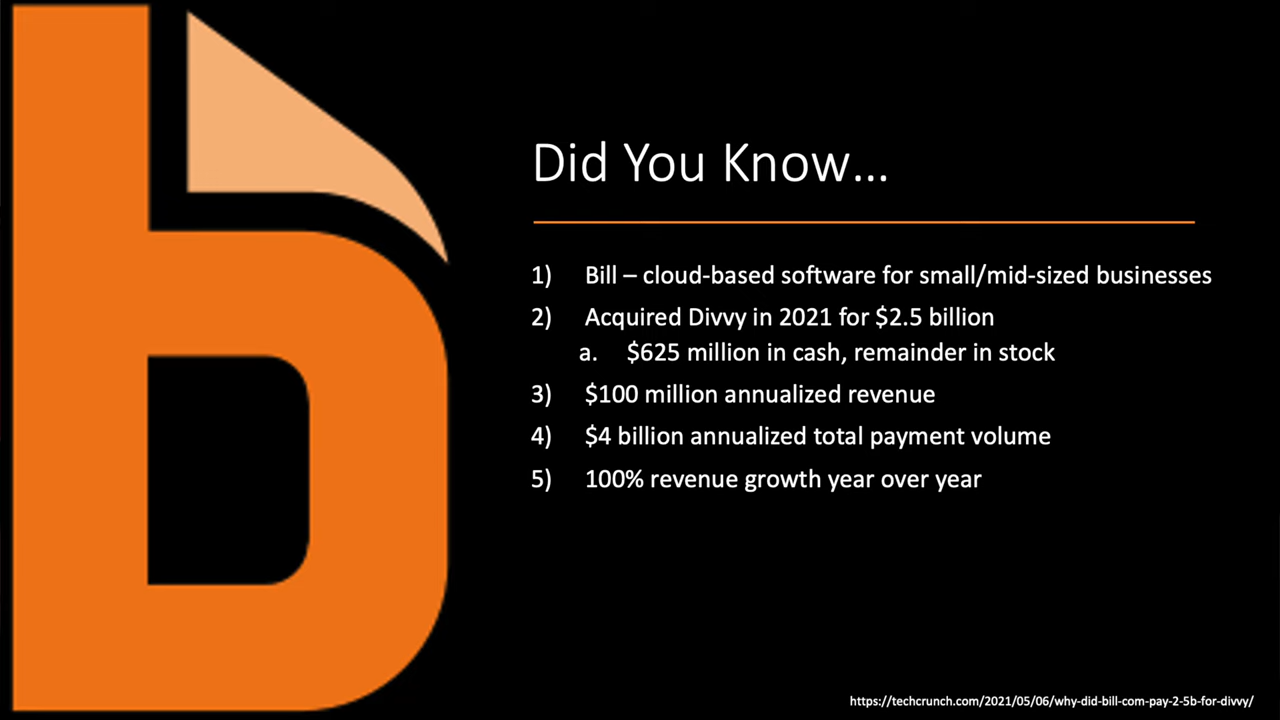 Did You Know...
1) Bill – cloud-based software for small/mid-sized businesses
2) Acquired Divvy in 2021 for $2.5 billion
a. $625 million in cash, remainder in stock
3) $100 million annualized revenue
4) $4 billion annualized total payment volume
5) 100% revenue growth year over year
https://techcrunch.com/2021/05/06/why-did-bill-com-pay-2-5b-for-divvy/